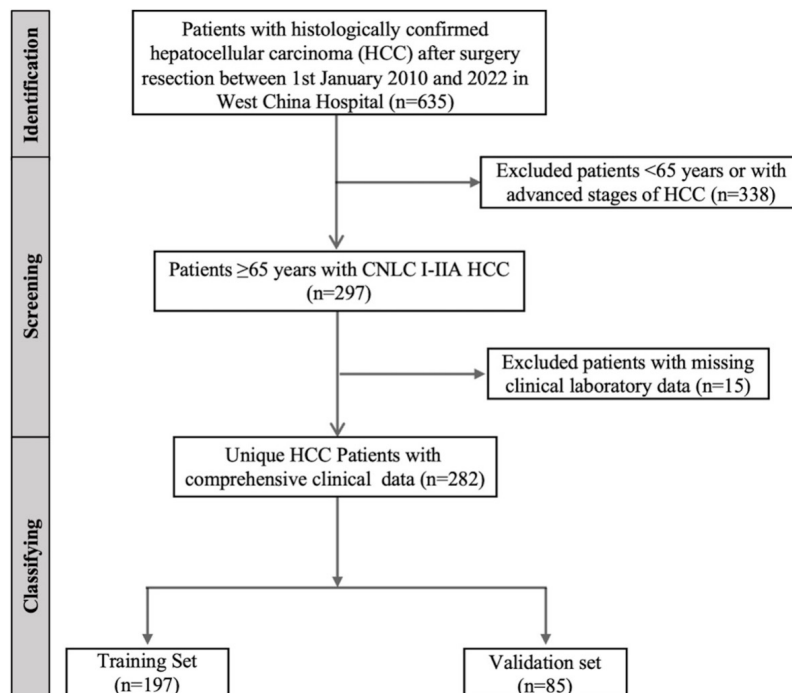 Identification
Patients with histologically confirmed
hepatocellular carcinoma (HCC) after surgery
resection between 1st January 2010 and 2022 in
West China Hospital (n=635)
Screening
Excluded patients <65 years or with
advanced stages of HCC (n=338)
Patients ≥65 years with CNLC I-IIA HCC
(n=297)
Excluded patients with missing
clinical laboratory data (n=15)
Classifying
Unique HCC Patients with
comprehensive clinical data (n=282)
Training Set
(n=197)
Validation set
(n=85)